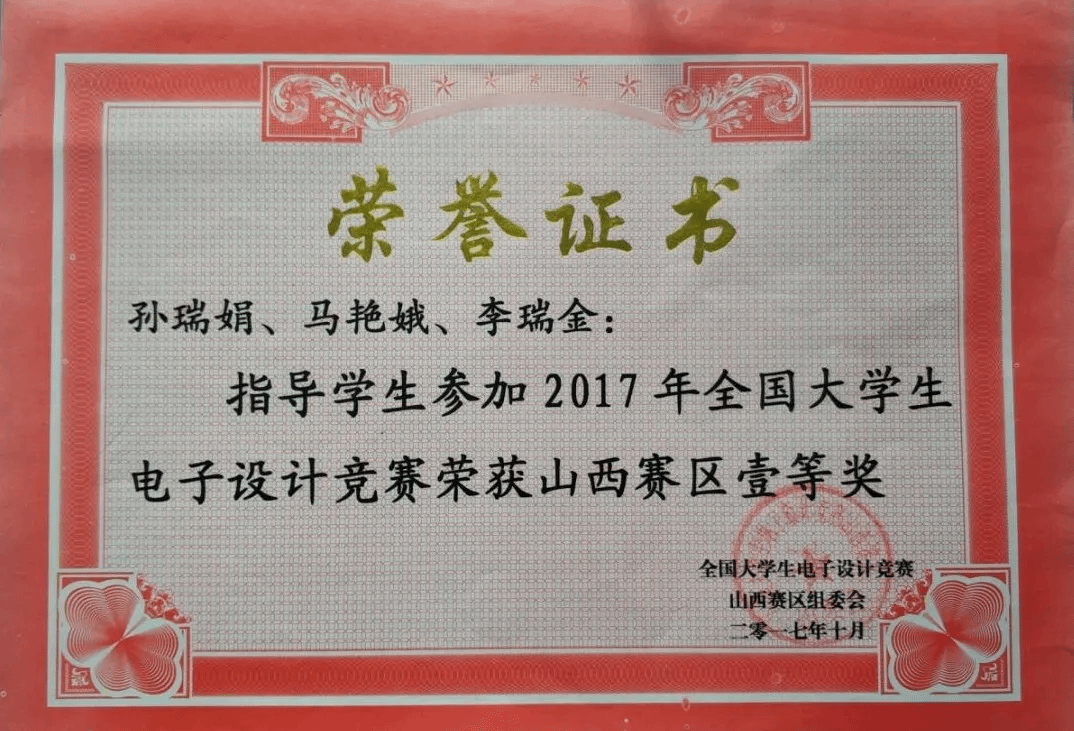 荣誉证书
孙瑞娟、马艳娥、李瑞金：
指导学生参加2017年全国大学生
电子设计竞赛荣获山西赛区壹等奖
全国大学生电子设计竞赛
山西赛区组委会
二零一七年十月